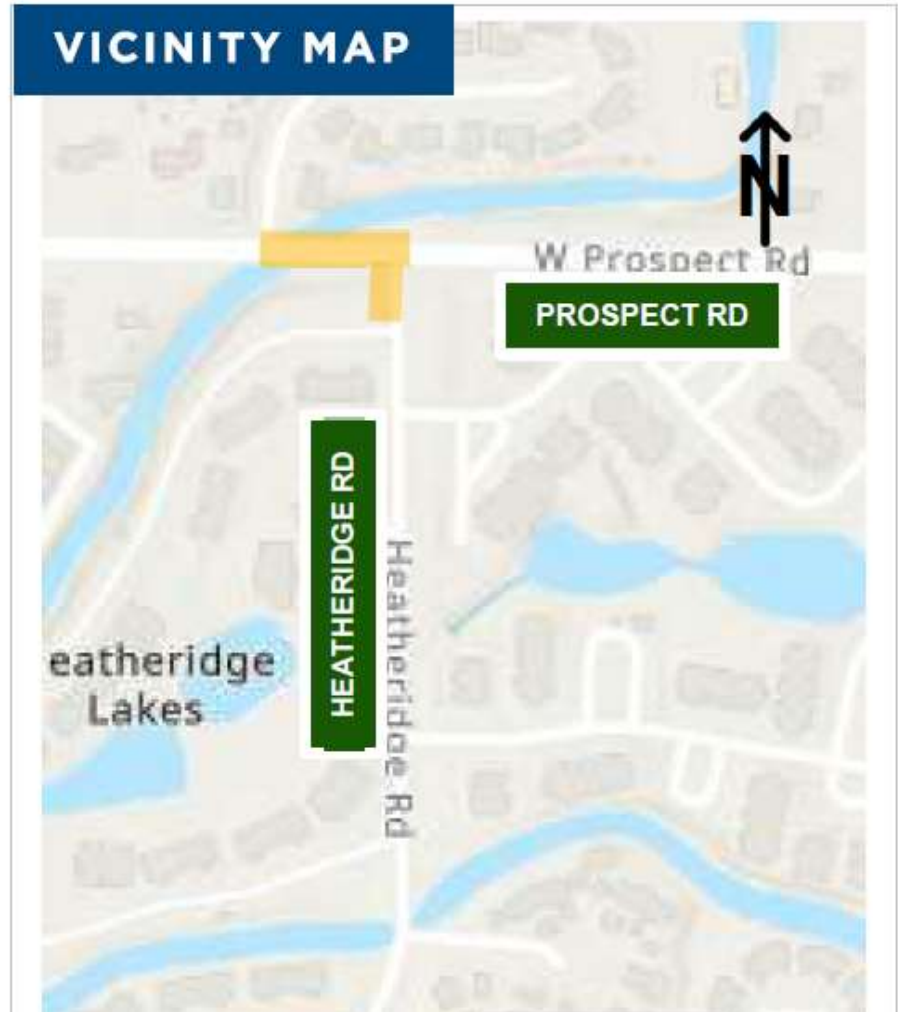 VICINITY MAP
N
W Prospect Rd
PROSPECT RD
HEATHERIDGE RD
Heatheridge Rd
eatheridge
Lakes